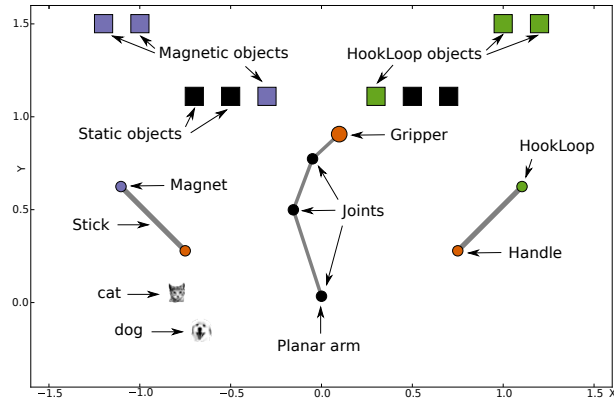 1.5
Magnetic objects
HookLoop objects
Static objects
1.0
Gripper
HookLoop
Y
Magnet
Stick
0.5
Joints
Handle
cat
0.0
dog
Planar arm
−1.5 −1.0 −0.5 0.0 0.5 1.0 1.5 X